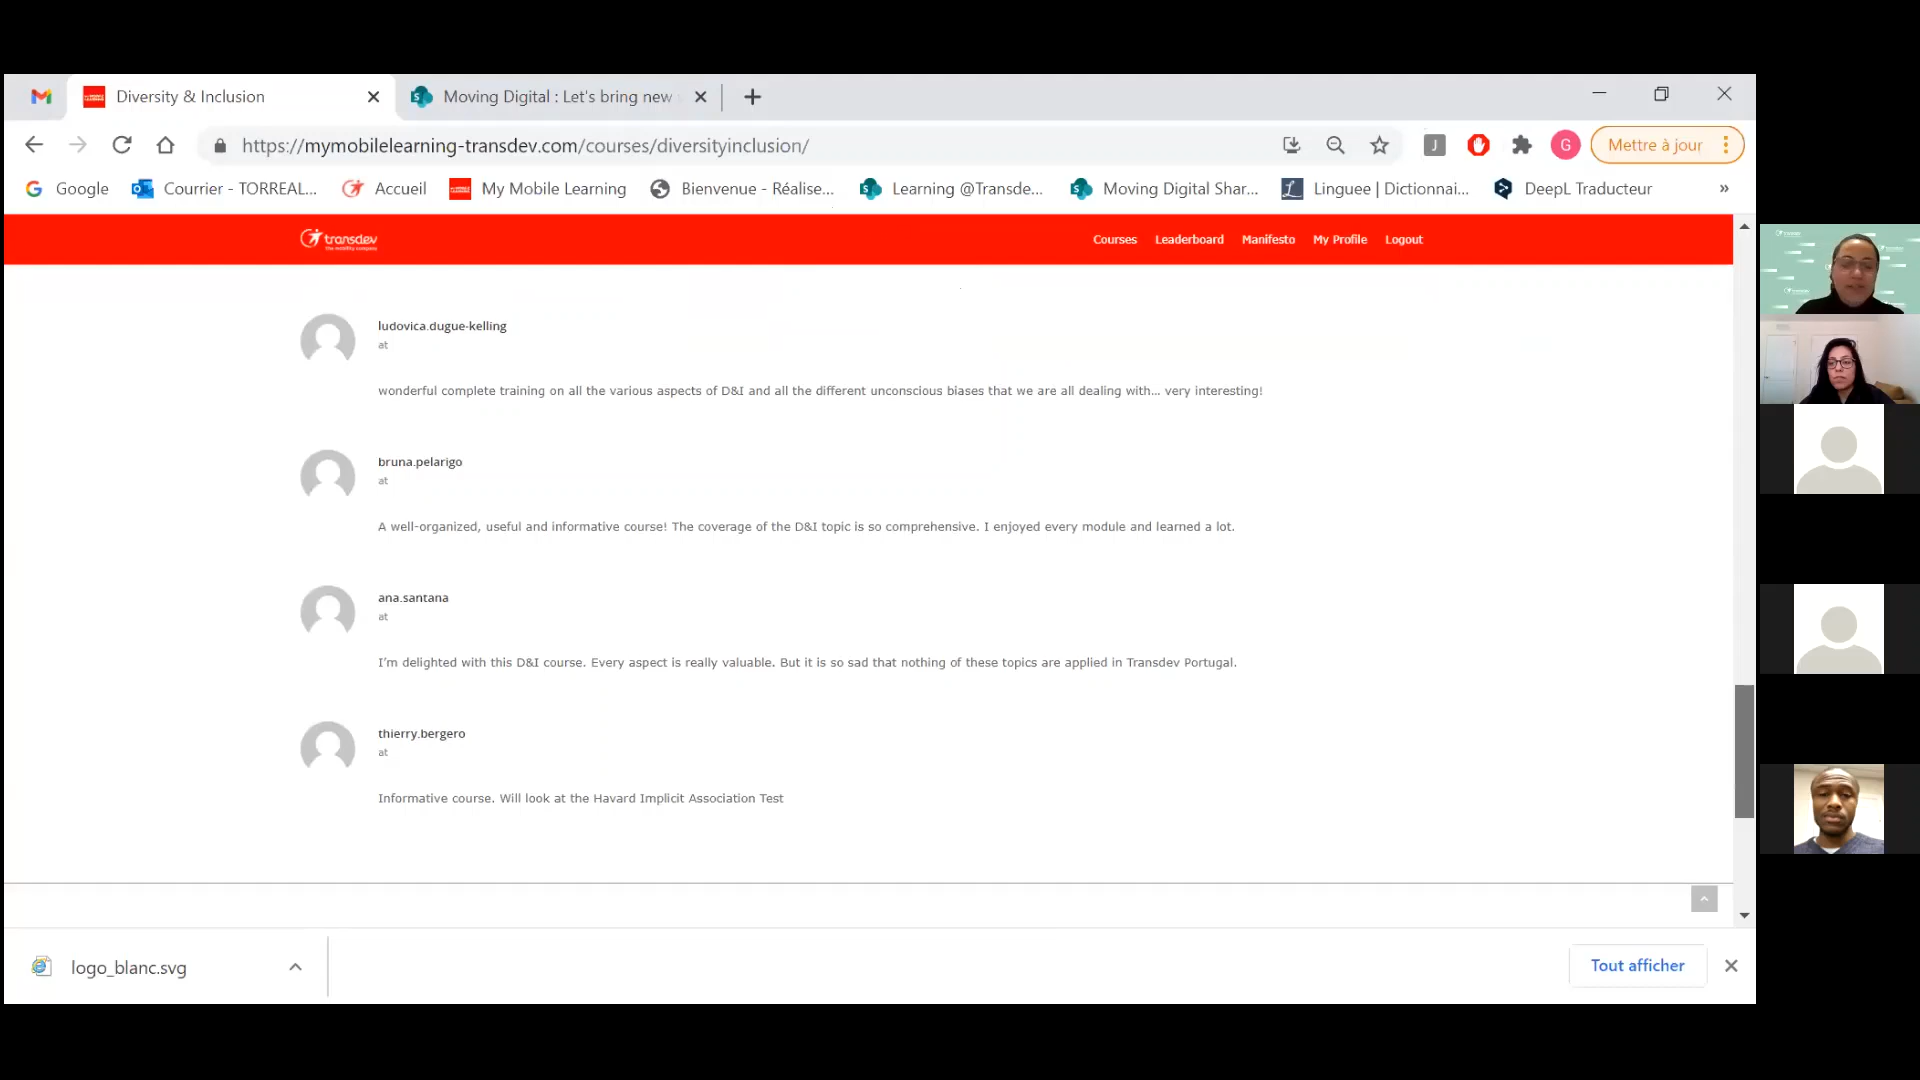 Diversity & Inclusion
Moving Digital : Let's bring new
https://mymobilelearning-transdev.com/courses/diversityinclusion/
J
G
Mettre à jour
Google
Courrier - TORREAL...
Accueil
My Mobile Learning
Bienvenue - Réalise...
Learning @Transde...
Moving Digital Shar...
Linguee | Dictionnai...
DeepL Traducteur
»
transdev
The mobility company
Courses
Leaderboard
Manifesto
My Profile
Logout
ludovica.dugue-kelling
at
wonderful complete training on all the various aspects of D&I and all the different unconscious biases that we are all dealing with... very interesting!
bruna.pelarigo
at
A well-organized, useful and informative course! The coverage of the D&I topic is so comprehensive. I enjoyed every module and learned a lot.
ana.santana
at
I'm delighted with this D&I course. Every aspect is really valuable. But it is so sad that nothing of these topics are applied in Transdev Portugal.
thierry.bergero
at
Informative course. Will look at the Havard Implicit Association Test
logo_blanc.svg
Tout afficher